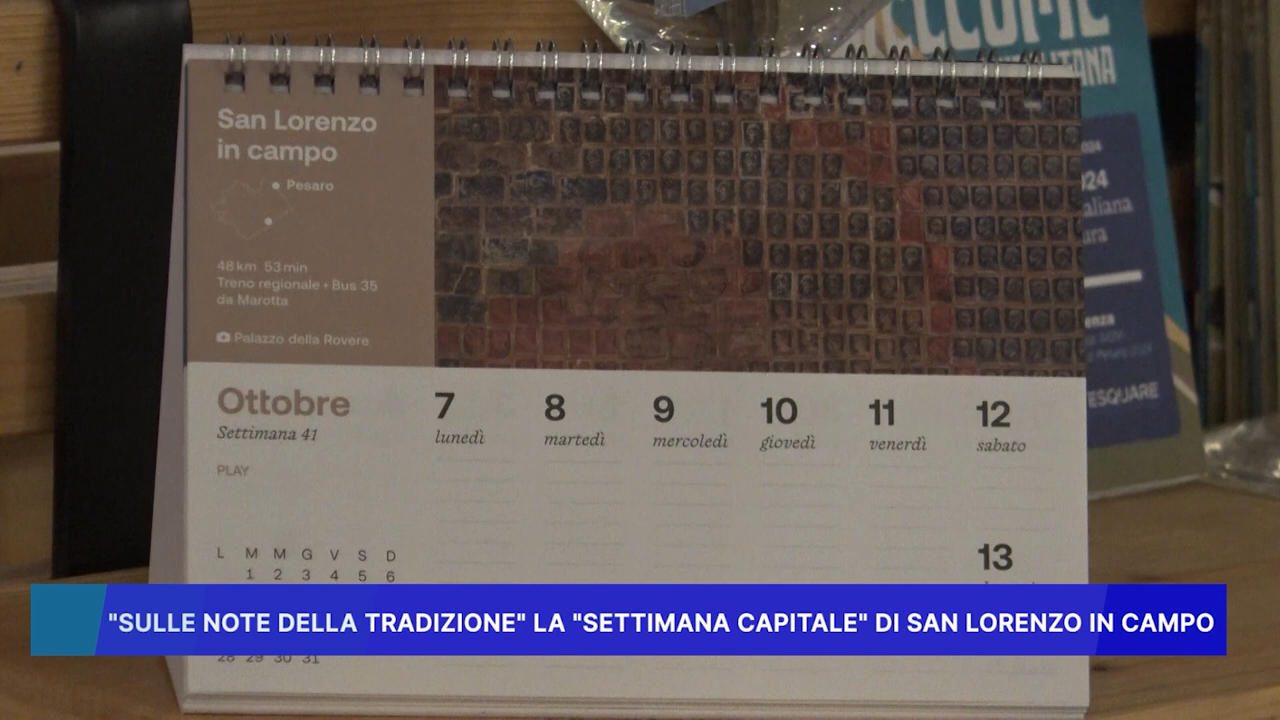 San Lorenzo
in campo
Pesaro
48 km 53 min
Treno regionale + Bus 35
da Marotta
Palazzo della Rovere
Ottobre
Settimana 41
PLAY
7 8 9 10 11 12
lunedì martedì mercoledì giovedì venerdì sabato
L M M G V S D
1 2 3 4 5 6
13
28 29 30 31
ESQUARE
"SULLE NOTE DELLA TRADIZIONE" LA "SETTIMANA CAPITALE" DI SAN LORENZO IN CAMPO